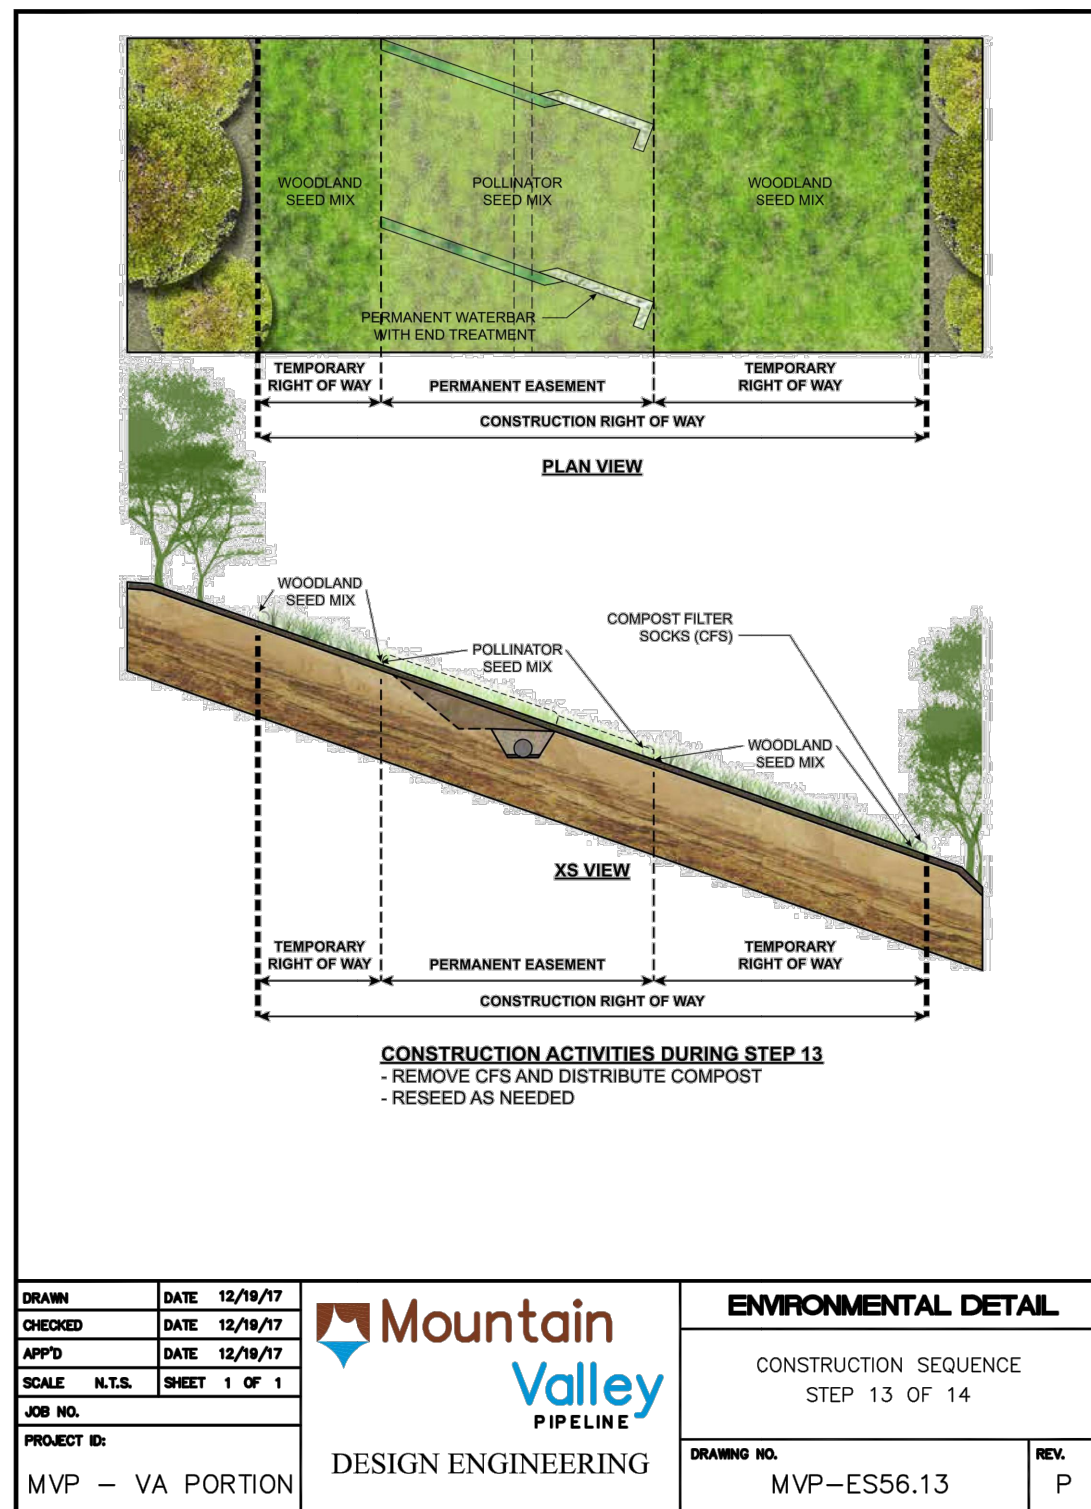 WOODLAND
SEED MIX
POLLINATOR
SEED MIX
WOODLAND
SEED MIX
PERMANENT WATERBAR
WITH END TREATMENT
TEMPORARY
RIGHT OF WAY
PERMANENT EASEMENT
TEMPORARY
RIGHT OF WAY
CONSTRUCTION RIGHT OF WAY
PLAN VIEW
WOODLAND
SEED MIX
POLLINATOR
SEED MIX
COMPOST FILTER
SOCKS (CFS)
WOODLAND
SEED MIX
XS VIEW
TEMPORARY
RIGHT OF WAY
PERMANENT EASEMENT
TEMPORARY
RIGHT OF WAY
CONSTRUCTION RIGHT OF WAY
CONSTRUCTION ACTIVITIES DURING STEP 13
- REMOVE CFS AND DISTRIBUTE COMPOST
- RESEED AS NEEDED
DRAWN DATE 12/19/17
CHECKED DATE 12/19/17
APP'D DATE 12/19/17
SCALE N.T.S. SHEET 1 OF 1
JOB NO.
PROJECT ID:
MVP - VA PORTION
Mountain
Valley
PIPELINE
DESIGN ENGINEERING
ENVIRONMENTAL DETAIL
CONSTRUCTION SEQUENCE
STEP 13 OF 14
DRAWING NO.
MVP-ES56.13
REV.
P